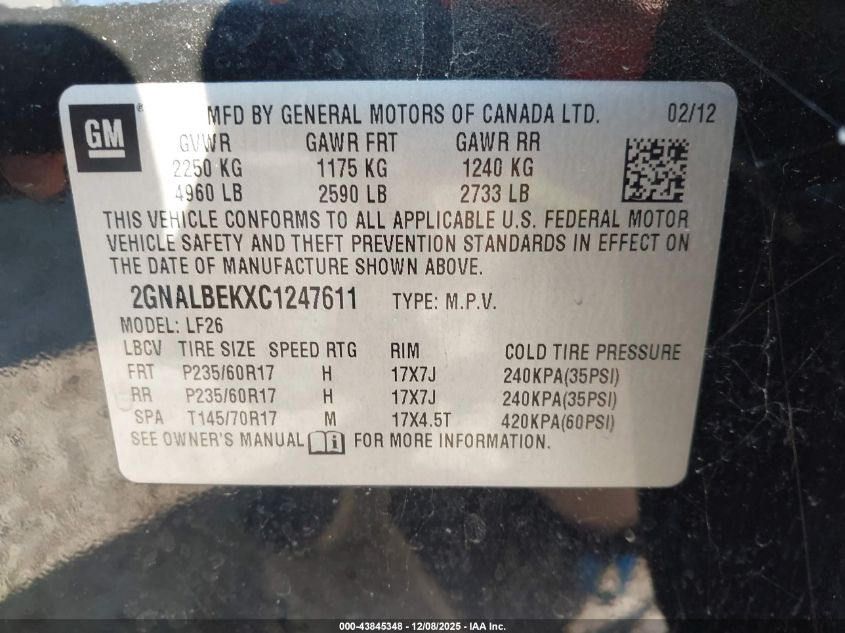 GM ® MFD BY GENERAL MOTORS OF CANADA LTD. 02/12
GVWR GAWR FRT GAWR RR
2250 KG 1175 KG 1240 KG
4960 LB 2590 LB 2733 LB
THIS VEHICLE CONFORMS TO ALL APPLICABLE U.S. FEDERAL MOTOR
VEHICLE SAFETY AND THEFT PREVENTION STANDARDS IN EFFECT ON
THE DATE OF MANUFACTURE SHOWN ABOVE.
2GNALBEKXC1247611 TYPE: M.P.V.
MODEL: LF26
LBCV TIRE SIZE SPEED RTG RIM COLD TIRE PRESSURE
FRT P235/60R17 H 17X7J 240KPA(35PSI)
RR P235/60R17 H 17X7J 240KPA(35PSI)
SPA T145/70R17 M 17X4.5T 420KPA(60PSI)
SEE OWNER'S MANUAL i FOR MORE INFORMATION.
000-43845348 - 12/08/2025 - IAA Inc.